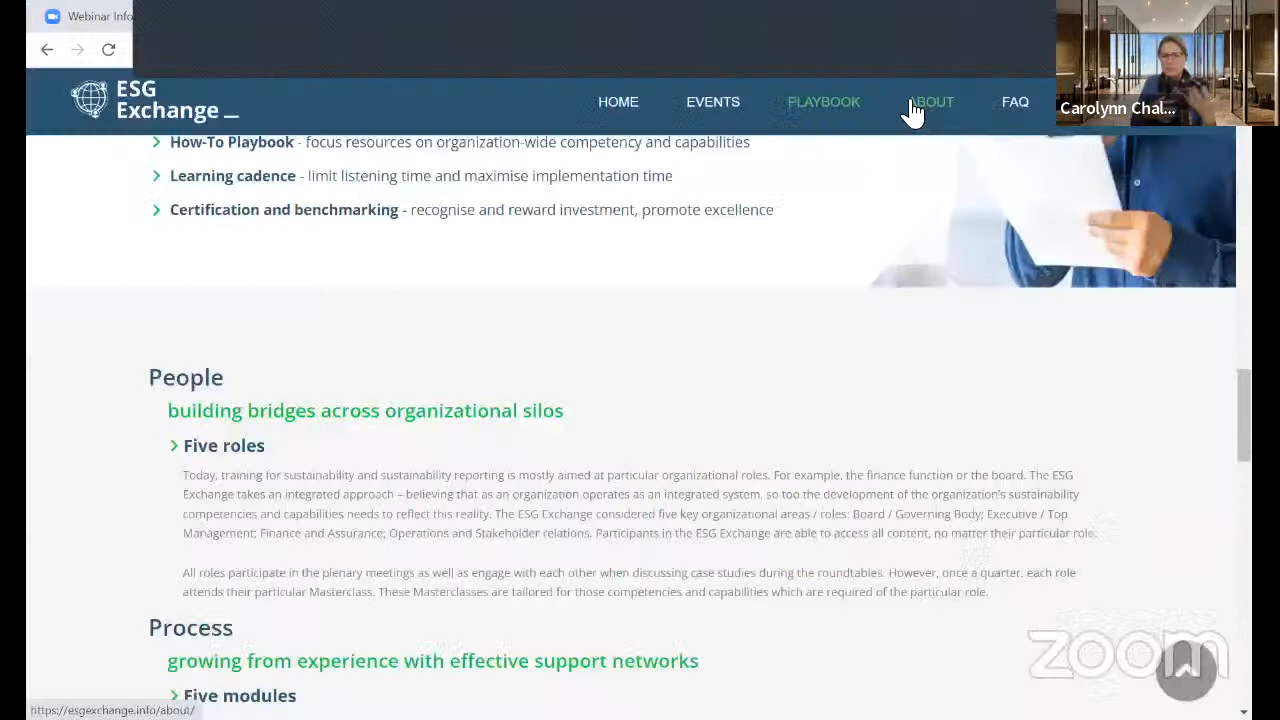 Webinar Info
ESG
Exchange
HOME
EVENTS
PLAYBOOK
ABOUT
FAQ
Carolynn Chal...
How-To Playbook - focus resources on organization-wide competency and capabilities
Learning cadence - limit listening time and maximise implementation time
Certification and benchmarking - recognise and reward investment, promote excellence
People
building bridges across organizational silos
Five roles
Today, training for sustainability and sustainability reporting is mostly aimed at particular organizational roles. For example, the finance function or the board. The ESG
Exchange takes an integrated approach – believing that as an organization operates as an integrated system, so too the development of the organization's sustainability
competencies and capabilities needs to reflect this reality. The ESG Exchange considered five key organizational areas / roles: Board / Governing Body; Executive / Top
Management; Finance and Assurance; Operations and Stakeholder relations. Participants in the ESG Exchange are able to access all content, no matter their particular role.
All roles participate in the plenary meetings as well as engage with each other when discussing case studies during the roundtables. However, once a quarter, each role
attends their particular Masterclass. These Masterclasses are tailored for those competencies and capabilities which are required of the particular role.
Process
growing from experience with effective support networks
Five modules
zoom
https://esgexchange.info/about/